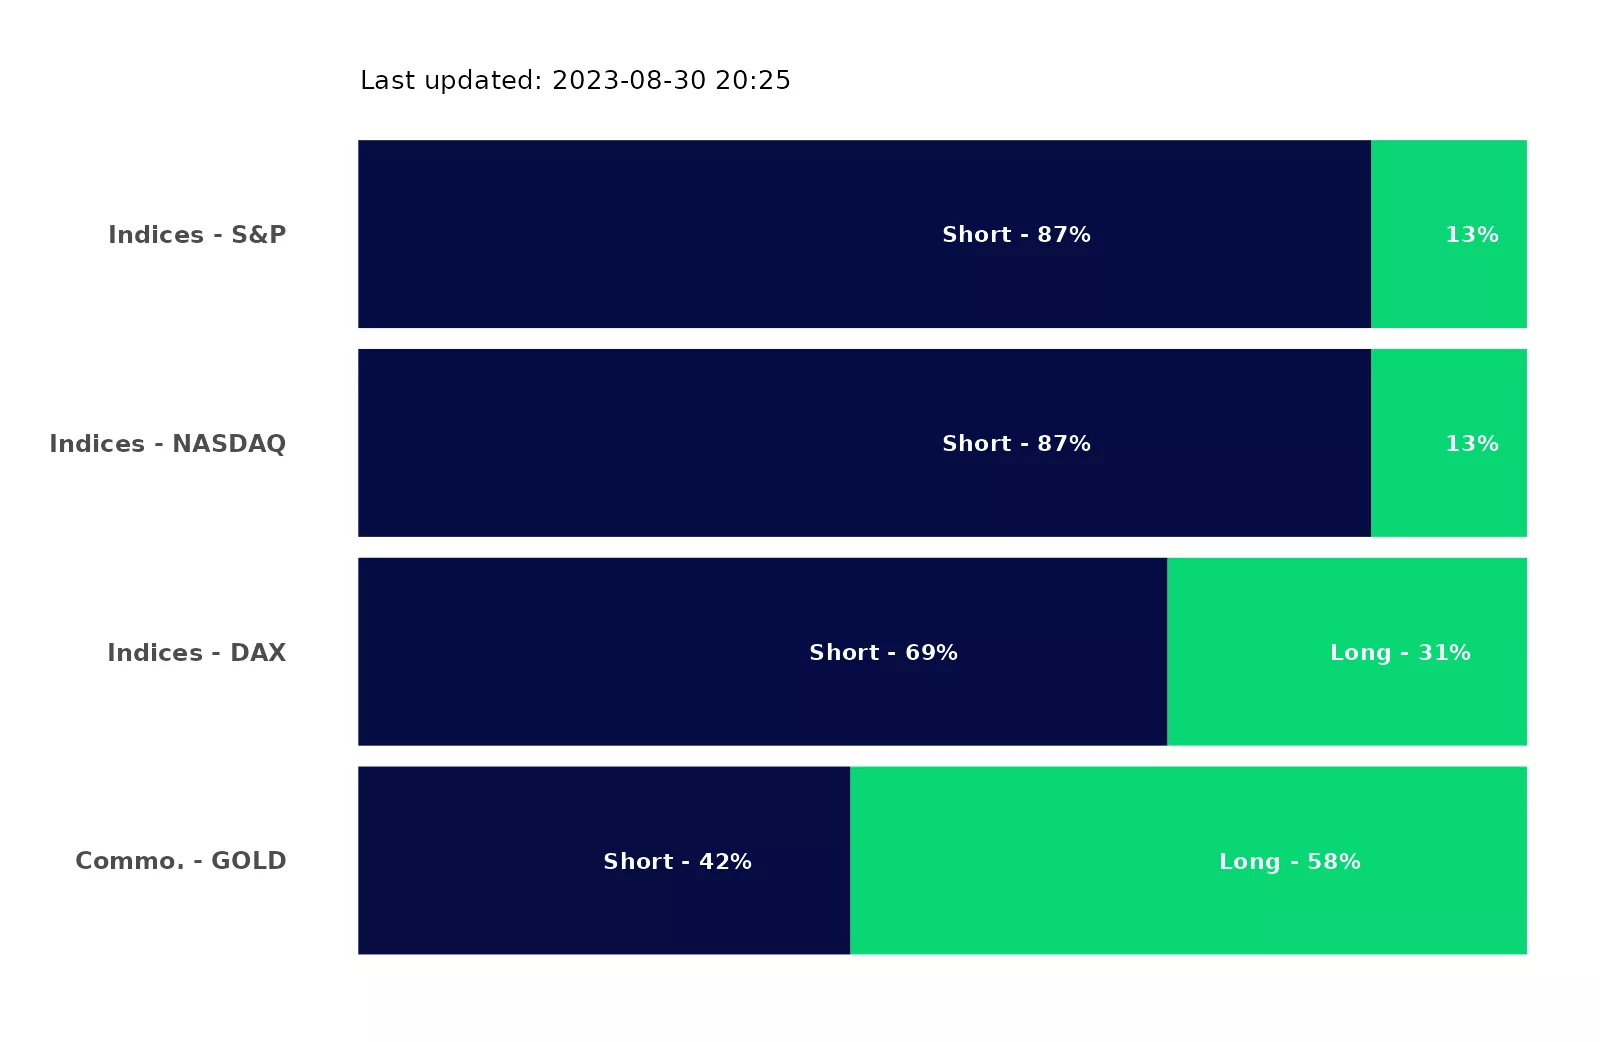 Last updated: 2023-08-30 20:25
Indices - S&P Short - 87% 13%
Indices - NASDAQ Short - 87% 13%
Indices - DAX Short - 69% Long - 31%
Commo. - GOLD Short - 42% Long - 58%